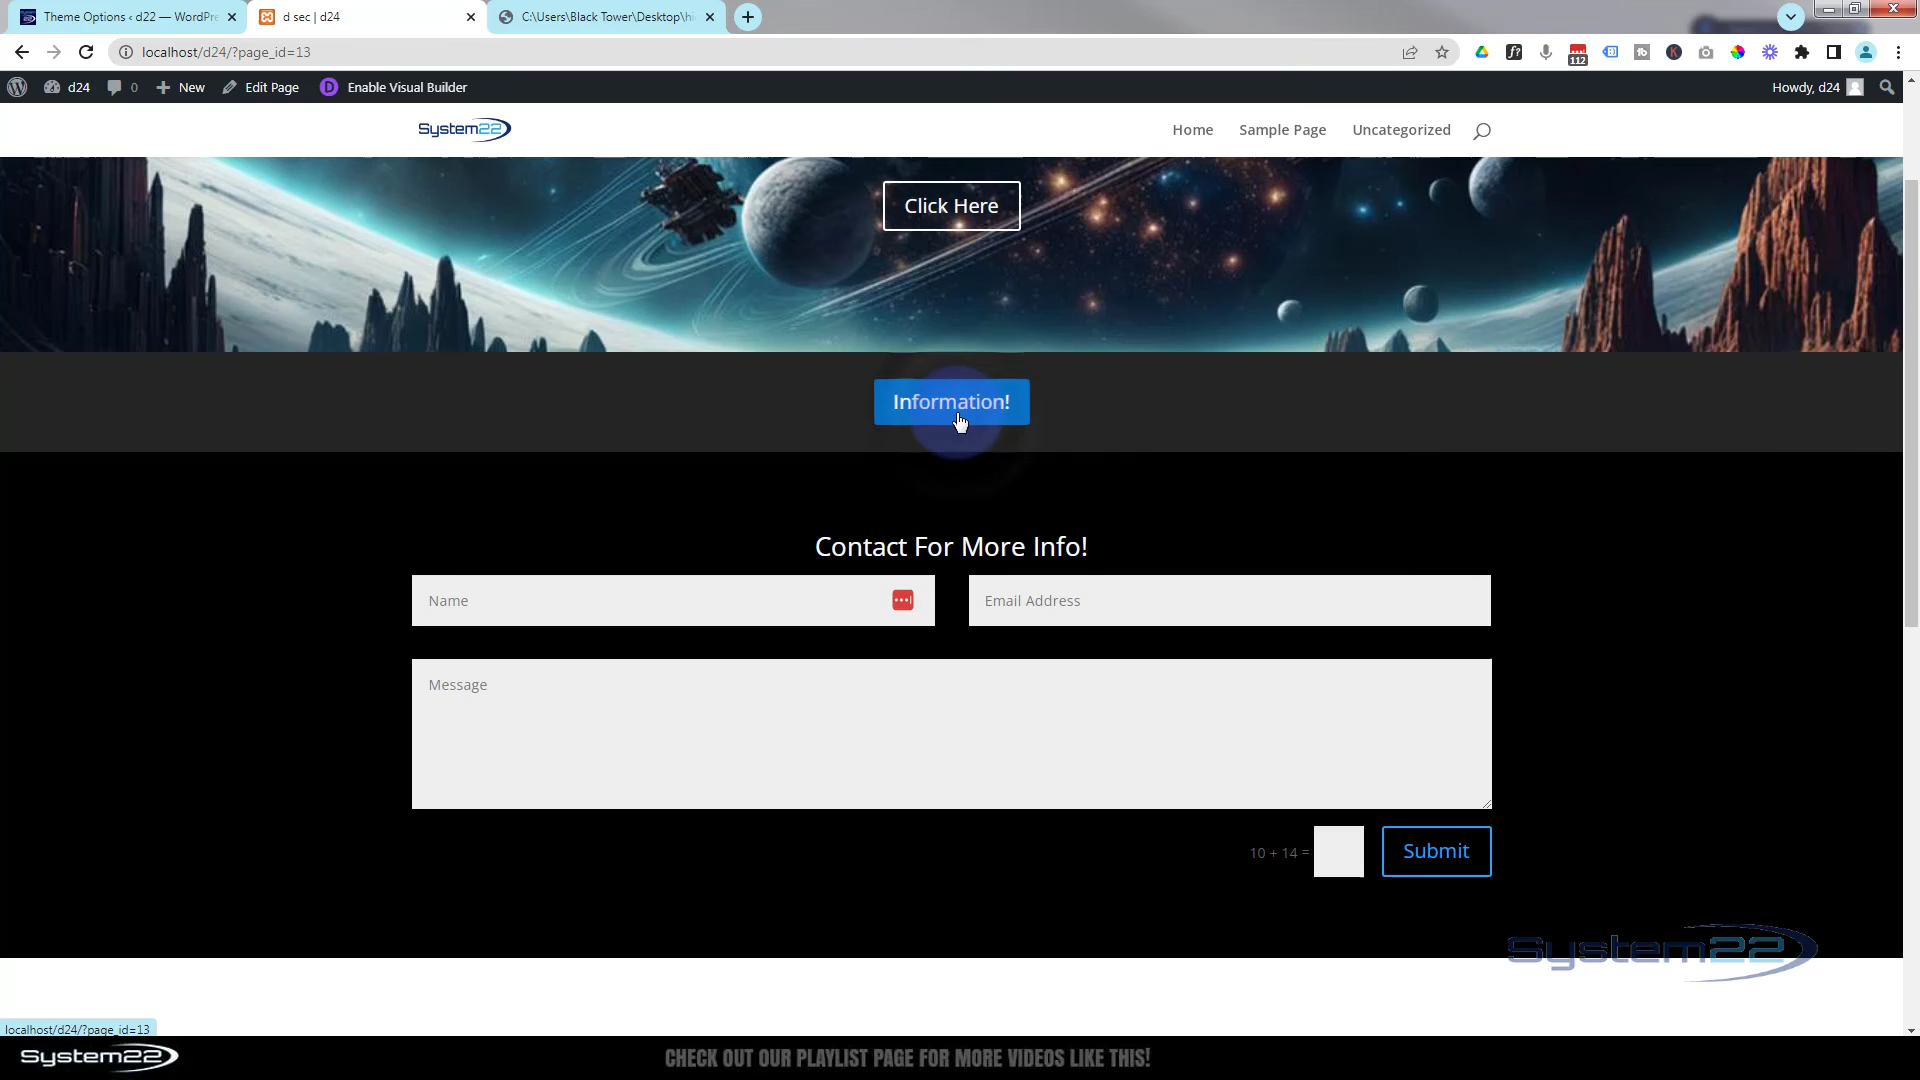 Theme Options ‹ d22 — WordPre
d sec | d24
C:\Users\Black Tower\Desktop\hi
localhost/d24/?page_id=13
112
d24
0
New
Edit Page
D
Enable Visual Builder
Howdy, d24
System22
Home
Sample Page
Uncategorized
Click Here
Information!
Contact For More Info!
Name
Email Address
Message
10 + 14 =
Submit
System22
localhost/d24/?page_id=13
System22
CHECK OUT OUR PLAYLIST PAGE FOR MORE VIDEOS LIKE THIS!